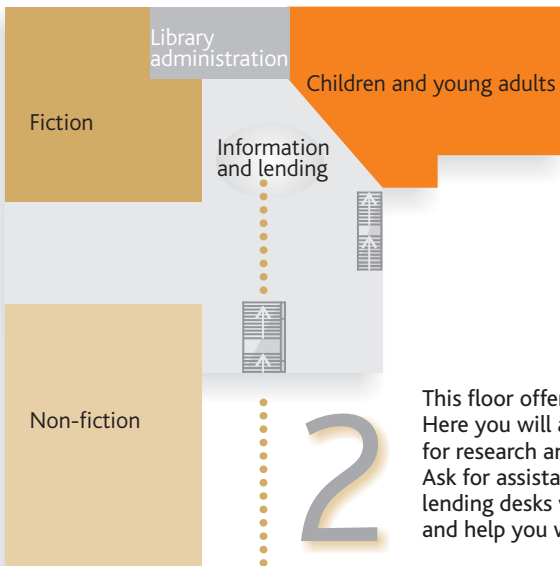 Library
administration
Children and young adults
Fiction
Information
and lending
Non-fiction
2
This floor offer
Here you will a
for research an
Ask for assista
lending desks
and help you